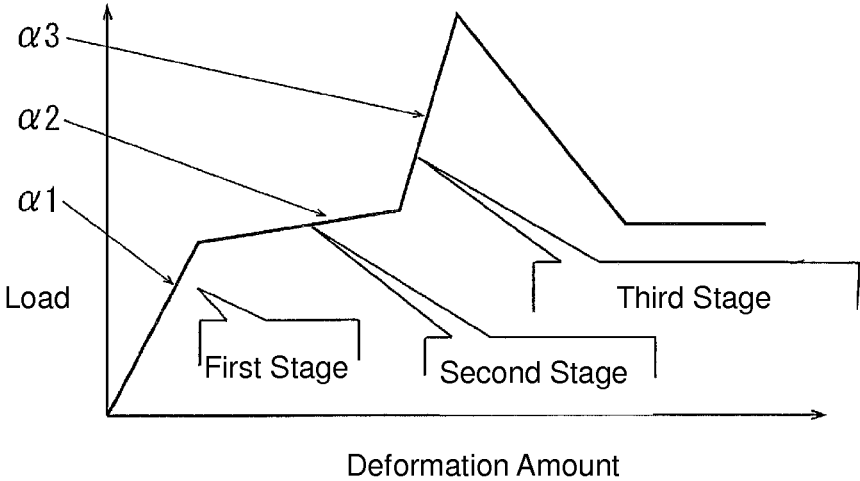 α3
α2
α1
Load
Third Stage
First Stage
Second Stage
Deformation Amount